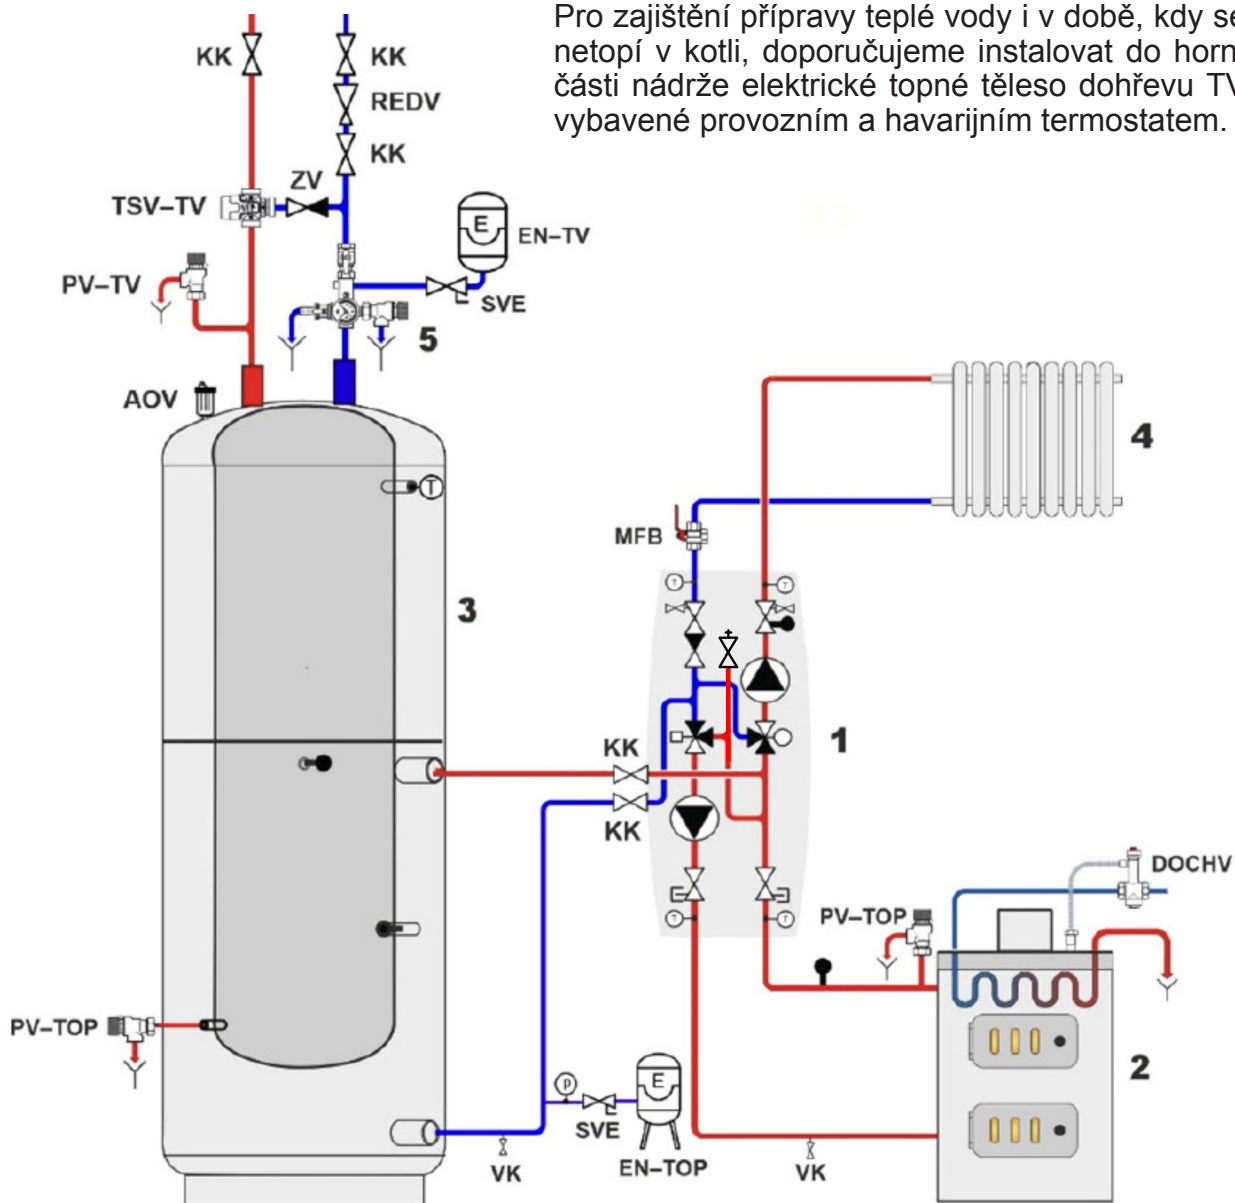 Pro zajištění přípravy teplé vody i v době, kdy se
netopí v kotli, doporučujeme instalovat do horn
části nádrže elektrické topné těleso dohřevu TV
vybavené provozním a havarijním termostatem.
KK
KK
REDV
KK
ZV
TSV–TV
E
EN–TV
PV–TV
SVE
5
AOV
T
4
MFB
T
T
3
1
KK
KK
DOCHV
PV–TOP
T
T
PV–TOP
2
P
E
SVE
EN–TOP
VK
VK